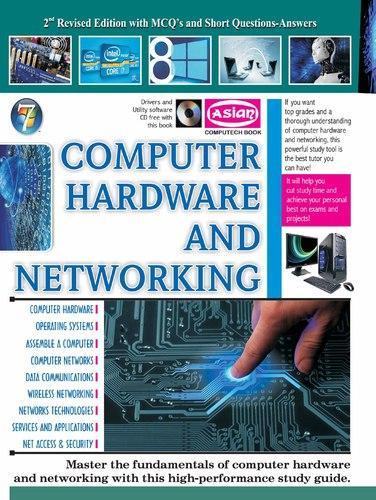 2nd Revised Edition with MCQ's and Short Questions-Answers
intel
CORE i5
intel
CORE i7
8
7
Drivers and
Utility software
CD free with
this book
Asian
COMPUTECH BOOK
If you want
top grades and a
thorough understanding
of computer hardware
and networking, this
powerful study tool is
the best tutor you
can have!
It will help you
cut study time and
achieve your personal
best on exams and
projects!
COMPUTER
HARDWARE
AND
NETWORKING
COMPUTER HARDWARE
OPERATING SYSTEMS
ASSEMBLE A COMPUTER
COMPUTER NETWORKS
DATA COMMUNICATIONS
WIRELESS NETWORKING
NETWORKS TECHNOLOGIES
SERVICES AND APPLICATIONS
NET ACCESS & SECURITY
Master the fundamentals of computer hardware
and networking with this high-performance study guide.